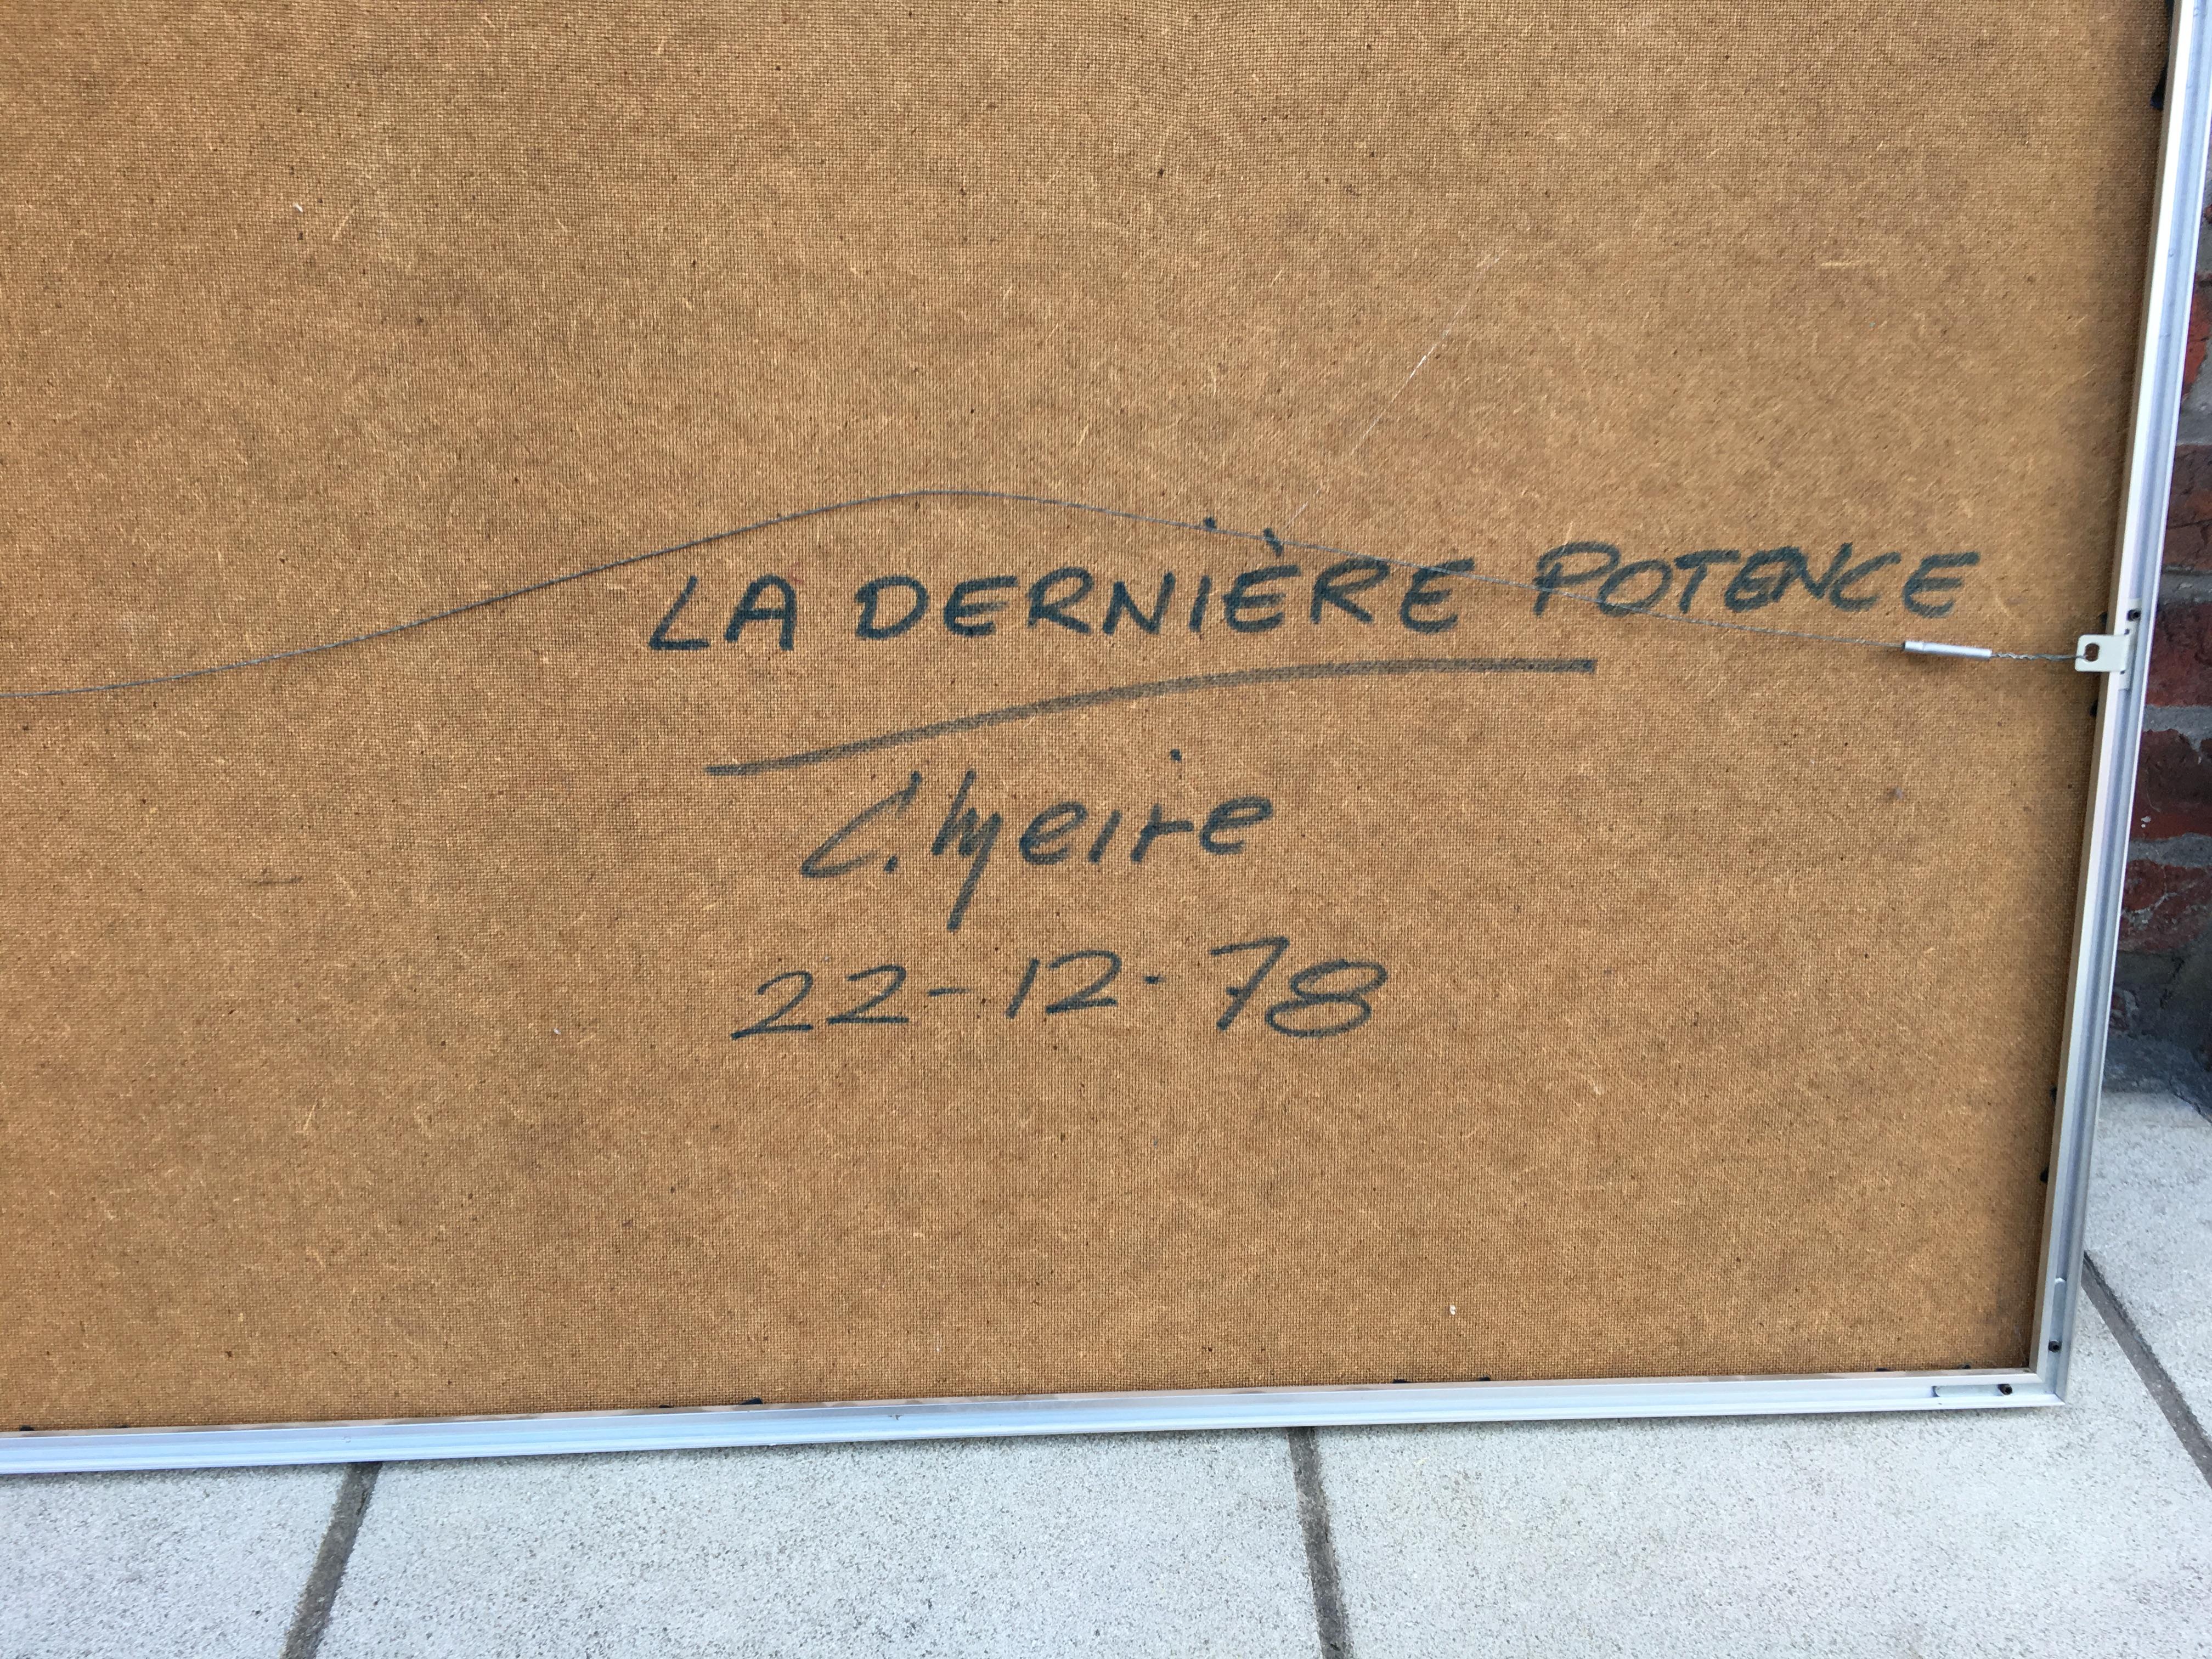 LA DERNIÈRE POTENCE
C. Meire
22-12-78